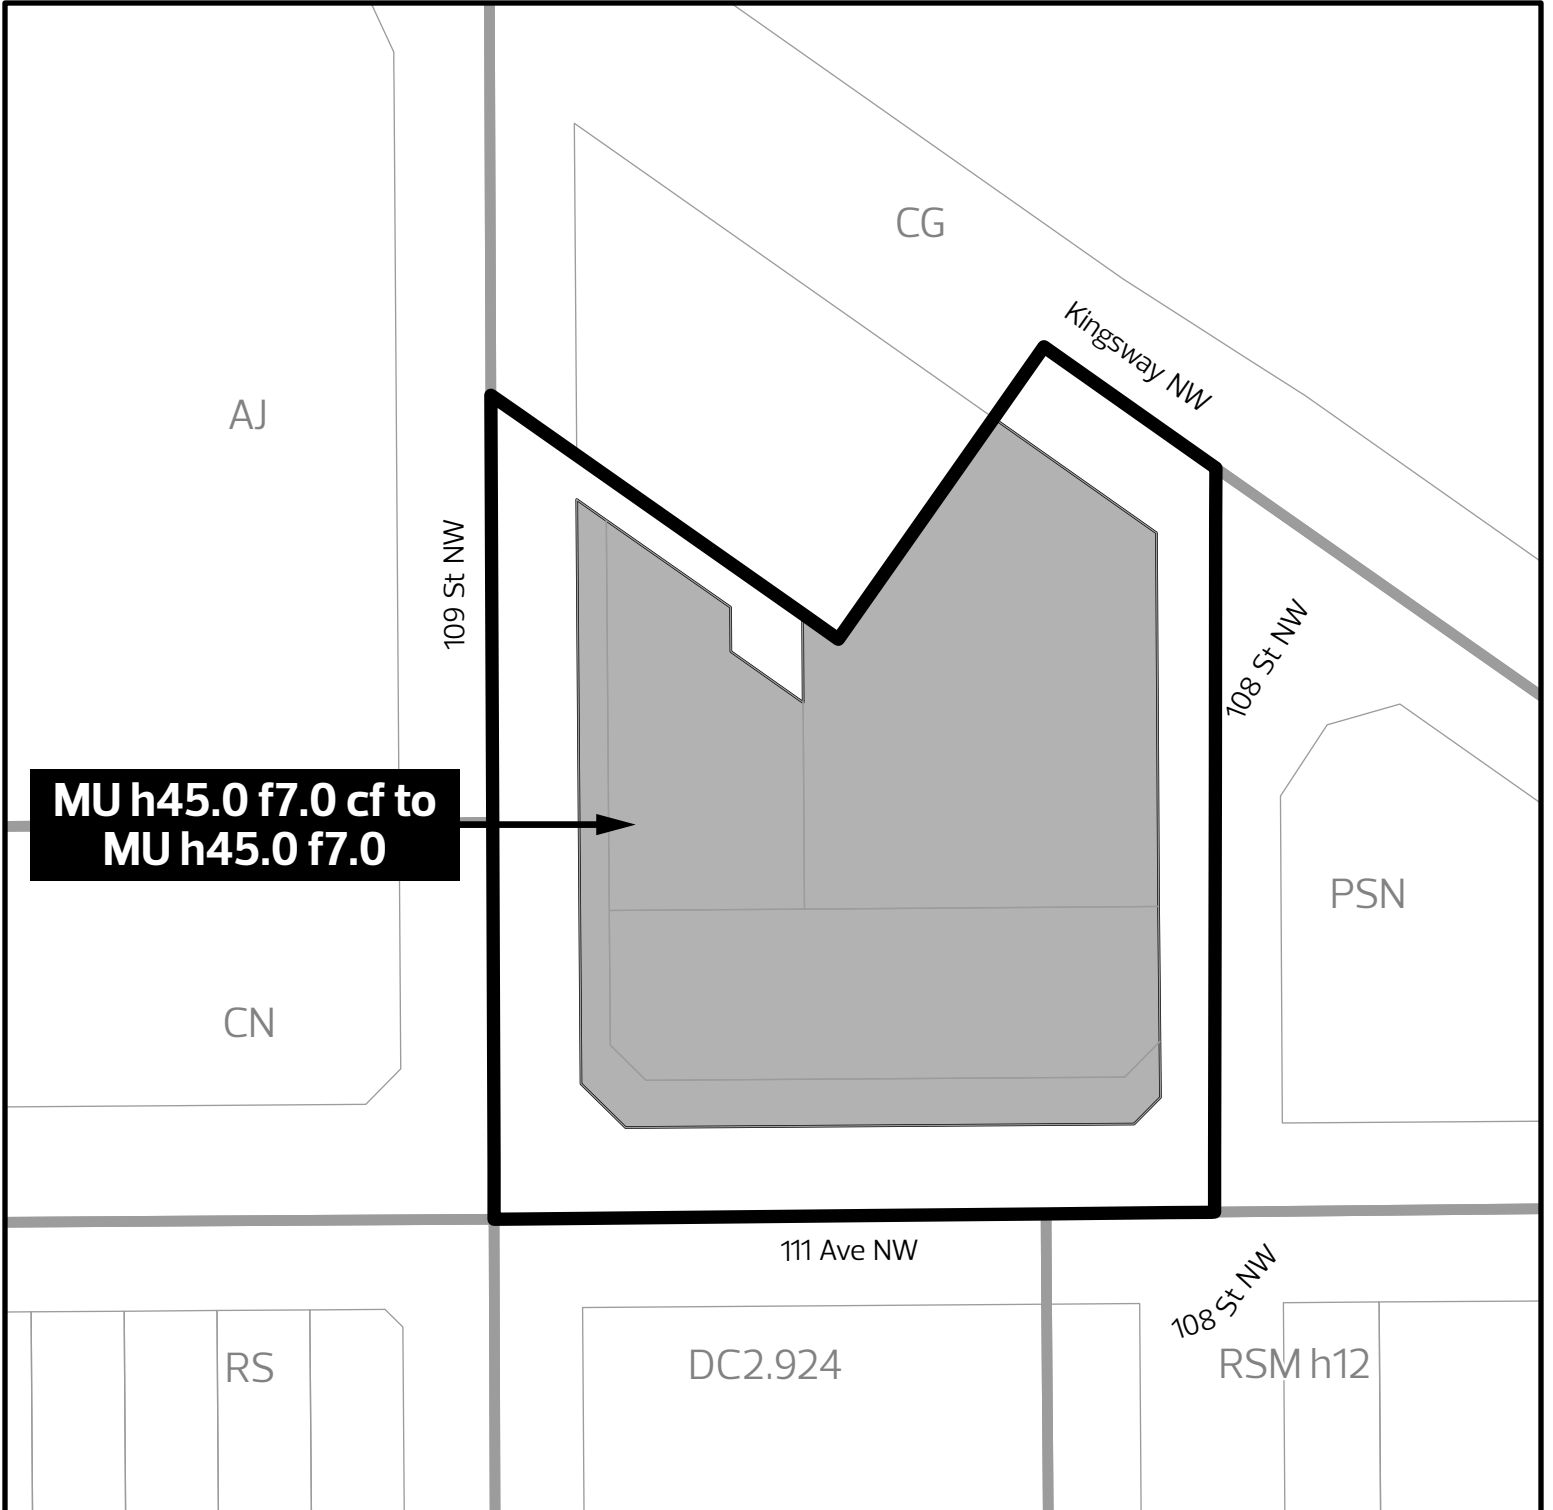 CG
Kingsway NW
AJ
109 St NW
108 St NW
MU h45.0 f7.0 cf to
MU h45.0 f7.0
PSN
CN
111 Ave NW
108 St NW
RS
DC2.924
RSM h12